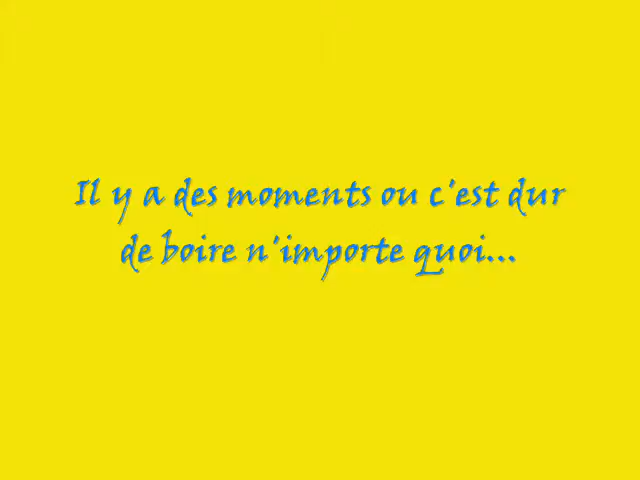 Il y a des moments ou c'est dur
de boire n'importe quoi...